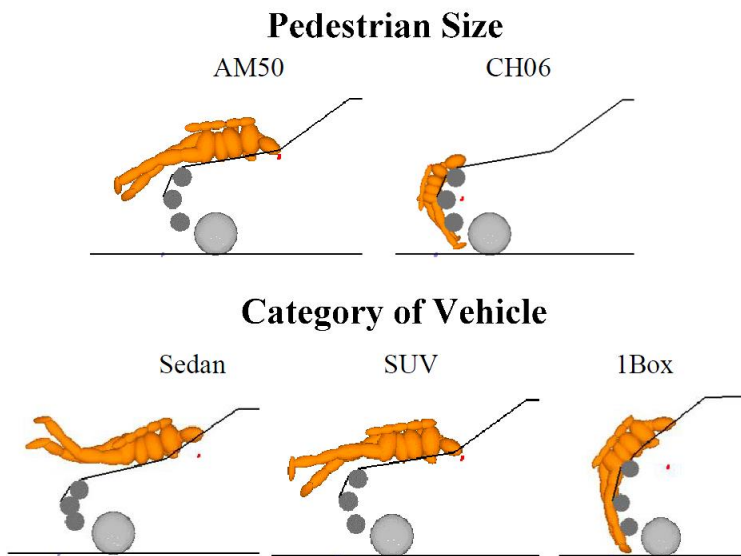 Pedestrian Size
AM50 CH06
Category of Vehicle
Sedan SUV 1Box